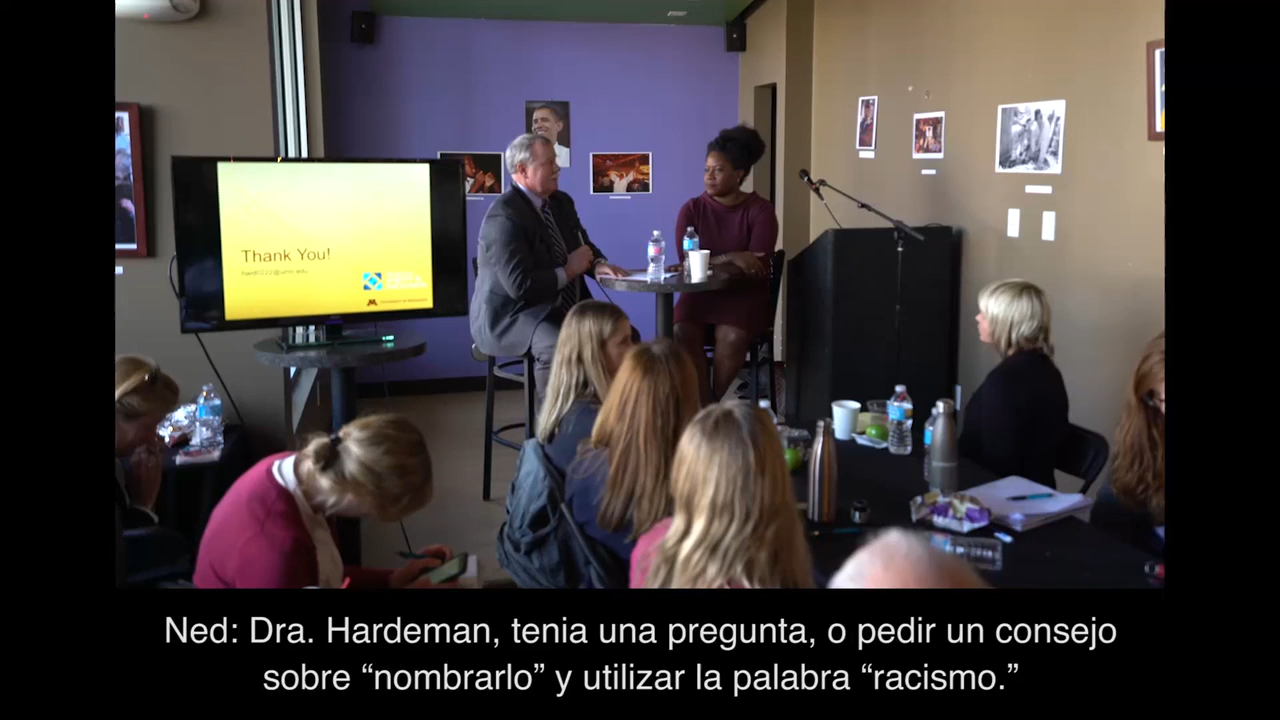 Thank You!
Ned: Dra. Hardeman, tenia una pregunta, o pedir un consejo
sobre “nombrarlo” y utilizar la palabra “racismo.”